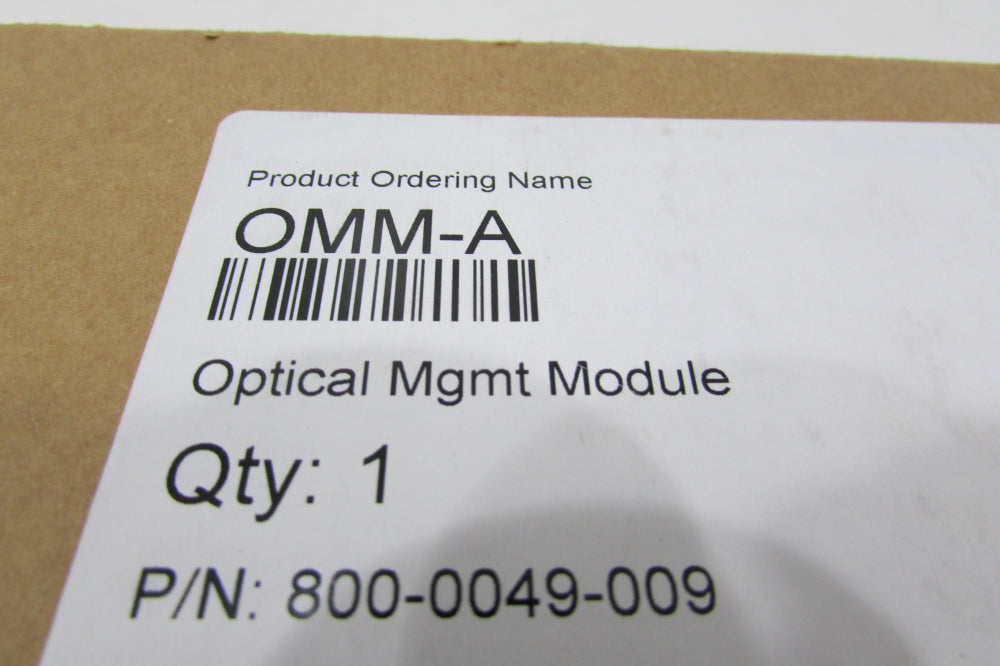 Product Ordering Name
OMM-A
Optical Mgmt Module
Qty: 1
P/N: 800-0049-009